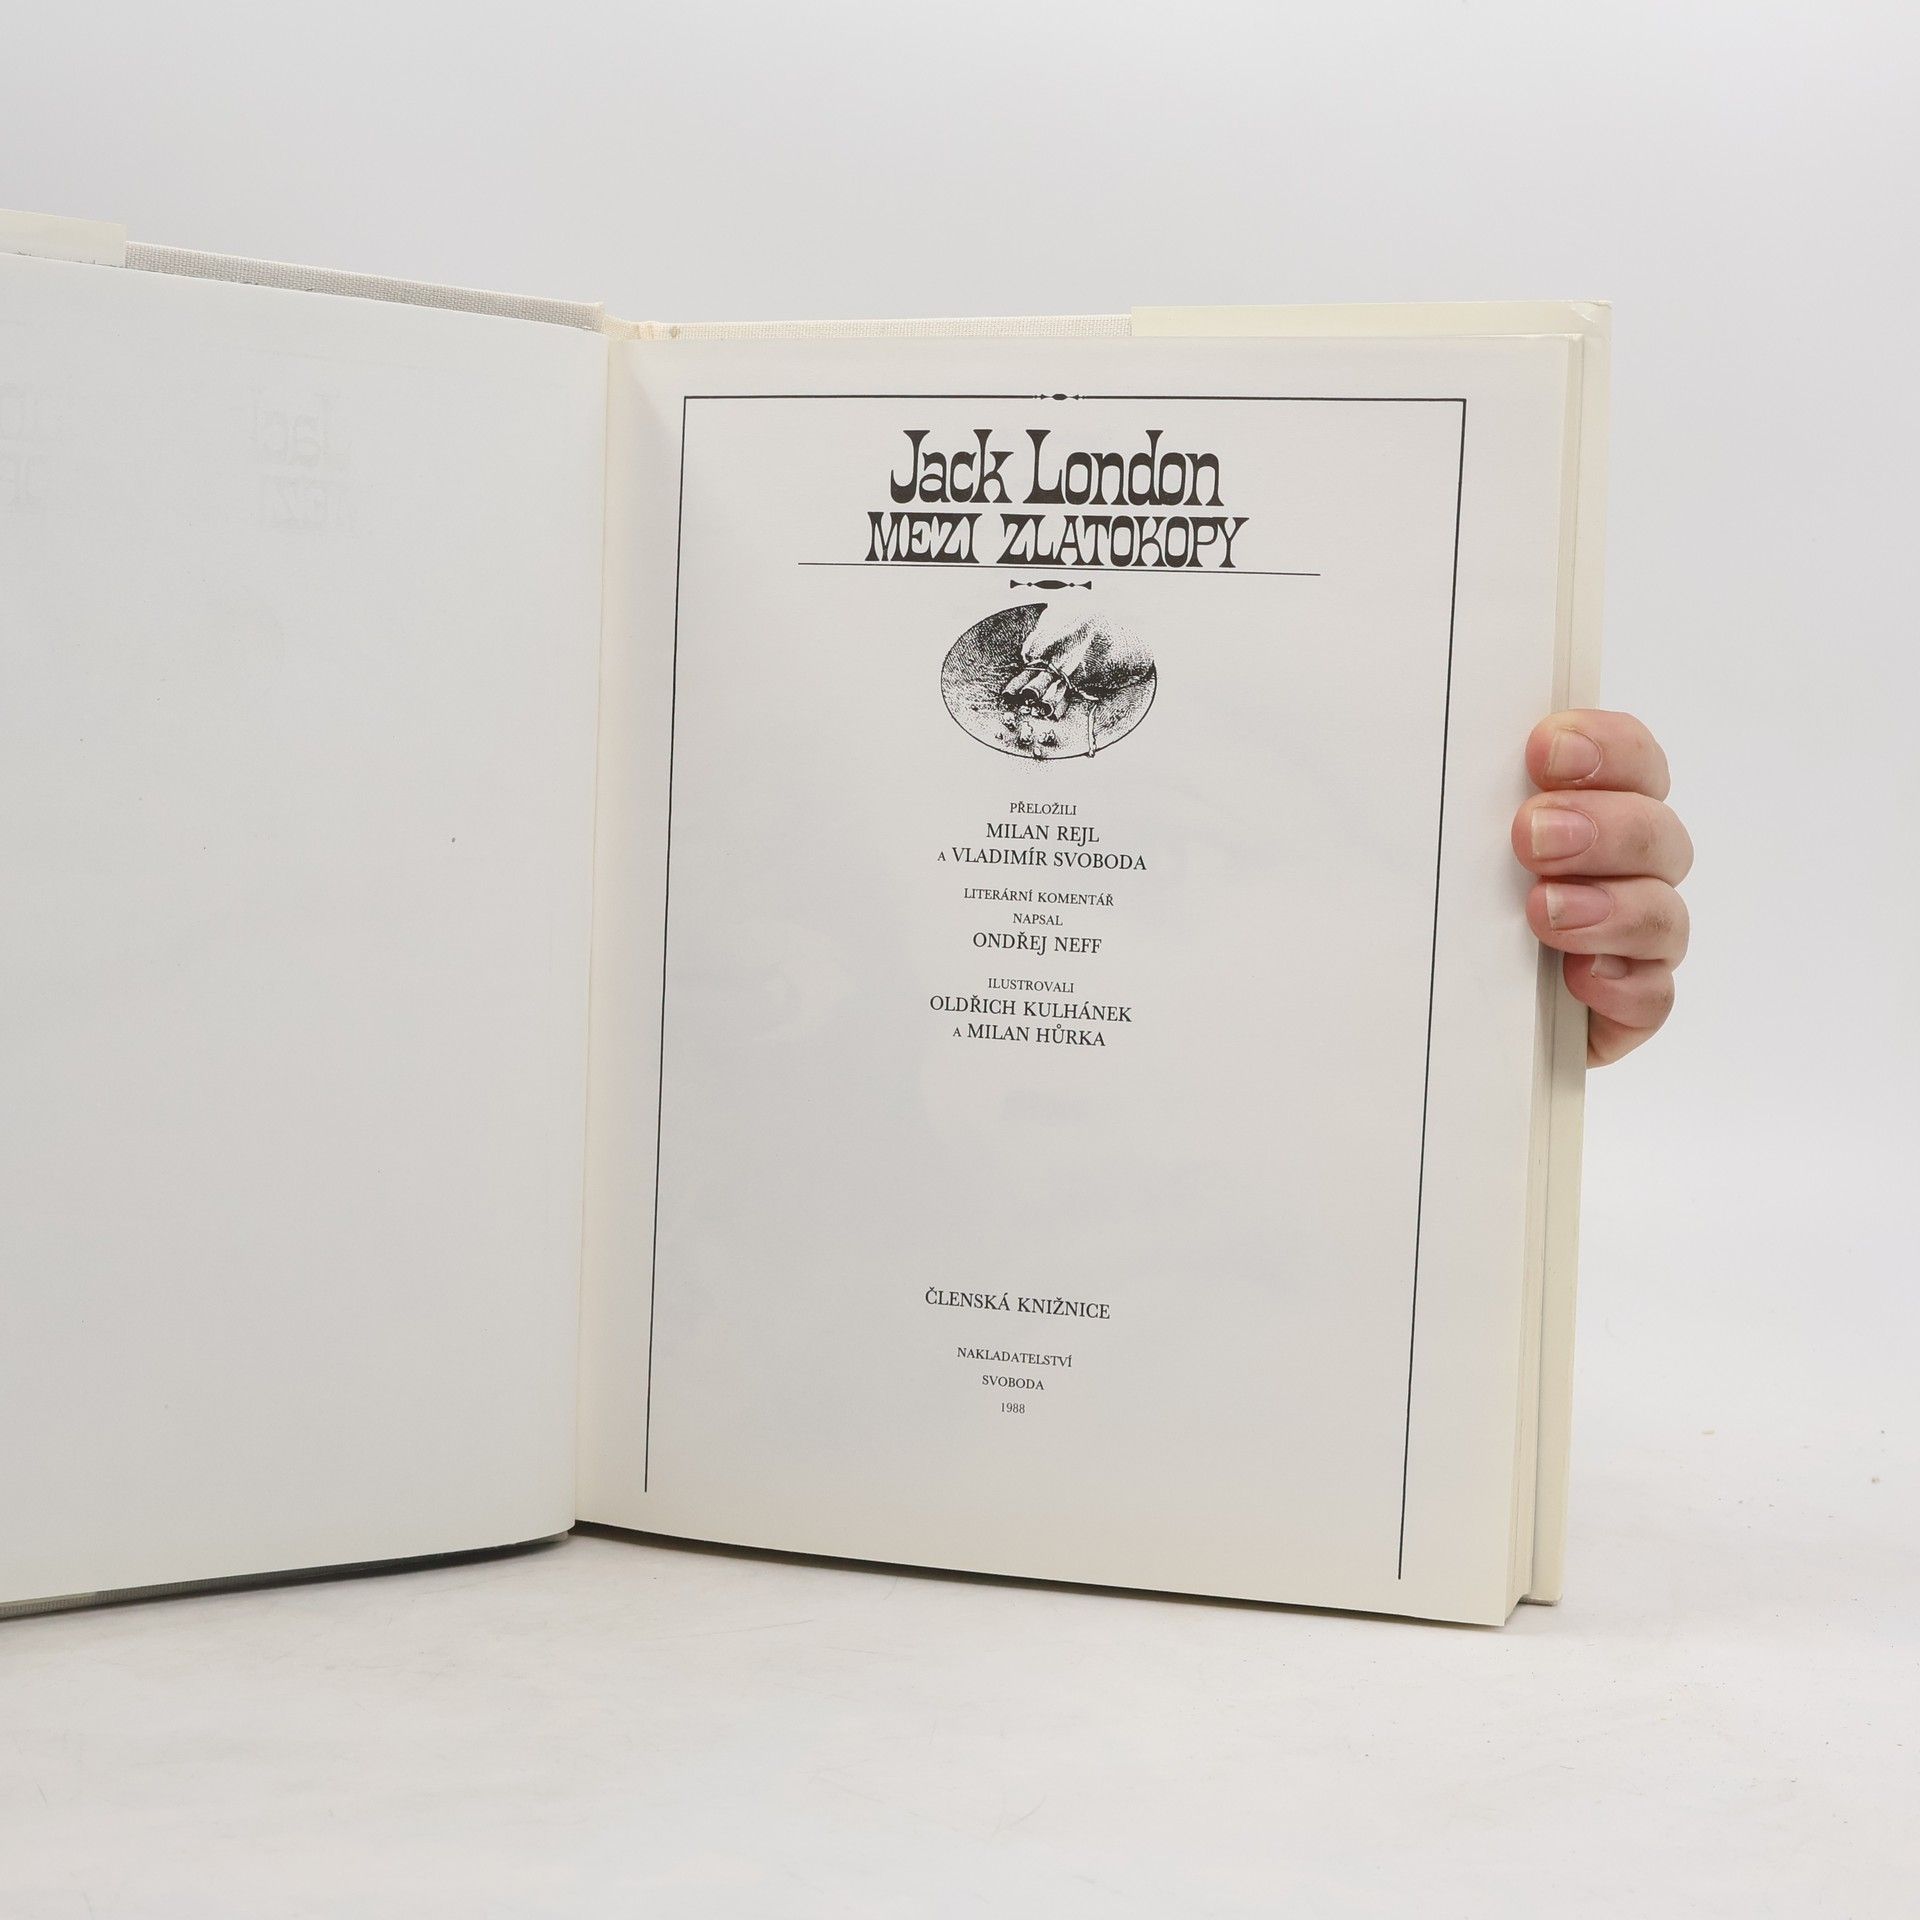 Jack London
MEZI ZLATOKOPY
PŘELOŽILI
MILAN REJL
A VLADIMÍR SVOBODA
LITERÁRNÍ KOMENTÁŘ
NAPSAL
ONDŘEJ NEFF
ILUSTROVALI
OLDŘICH KULHÁNEK
A MILAN HŮRKA
ČLENSKÁ KNIŽNICE
NAKLADATELSTVÍ
SVOBODA
1988